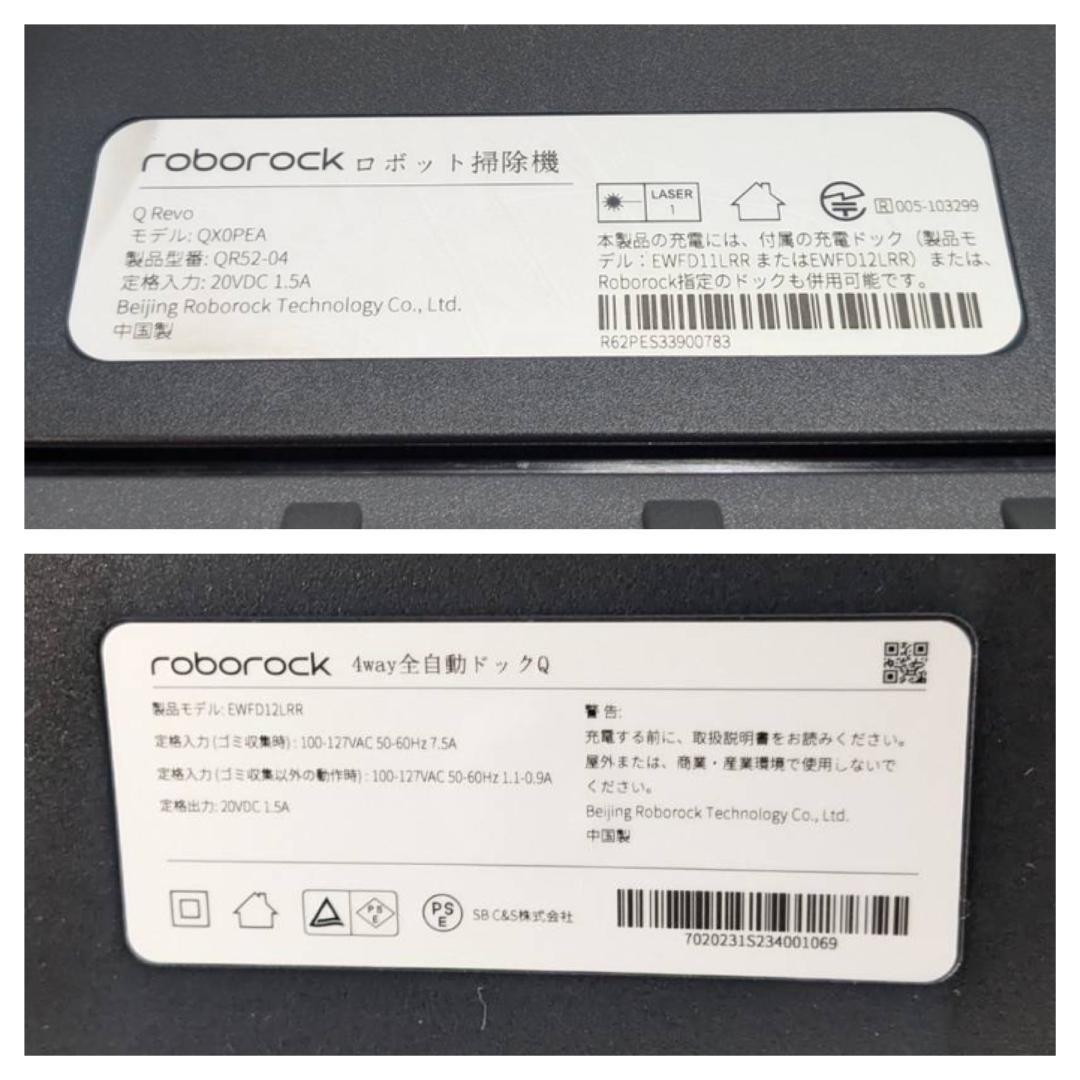 roborock ロボット掃除機
Q Revo
モデル: QX0PEA
製品型番: QR52-04
定格入力: 20VDC 1.5A
Beijing Roborock Technology Co., Ltd.
中国製
LASER
1
R 005-103299
本製品の充電には、付属の充電ドック（製品モ
デル：EWFD11LRR またはEWFD12LRR）または、
Roborock指定のドックも併用可能です。
R62PES33900783
roborock 4way全自動ドックQ
製品モデル: EWFD12LRR
定格入力 (ゴミ収集時) : 100-127VAC 50-60Hz 7.5A
定格入力 (ゴミ収集以外の動作時) : 100-127VAC 50-60Hz 1.1-0.9A
定格出力: 20VDC 1.5A
警告:
充電する前に、取扱説明書をお読みください。
屋外または、商業・産業環境で使用しないで
ください。
Beijing Roborock Technology Co., Ltd.
中国製
PS
E
PS
E
SB C&S株式会社
7020231S234001069